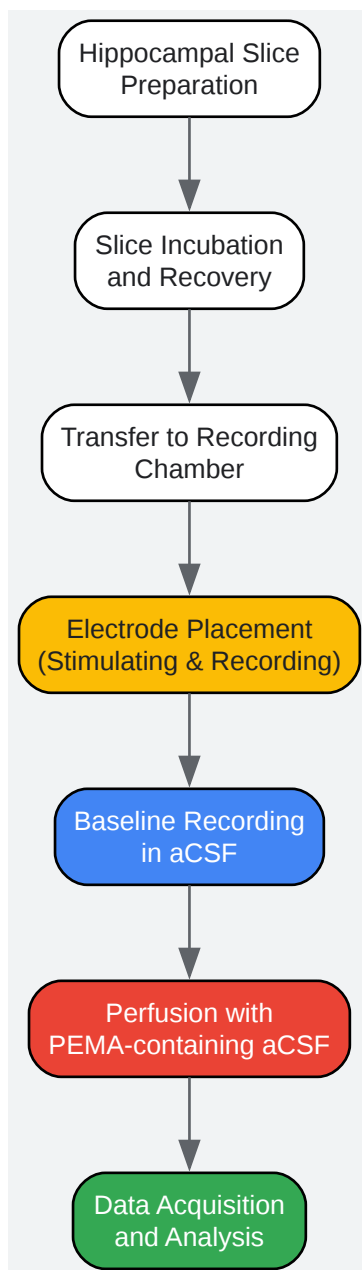 Hippocampal Slice
Preparation
Slice Incubation
and Recovery
Transfer to Recording
Chamber
Electrode Placement
(Stimulating & Recording)
Baseline Recording
in aCSF
Perfusion with
PEMA-containing aCSF
Data Acquisition
and Analysis